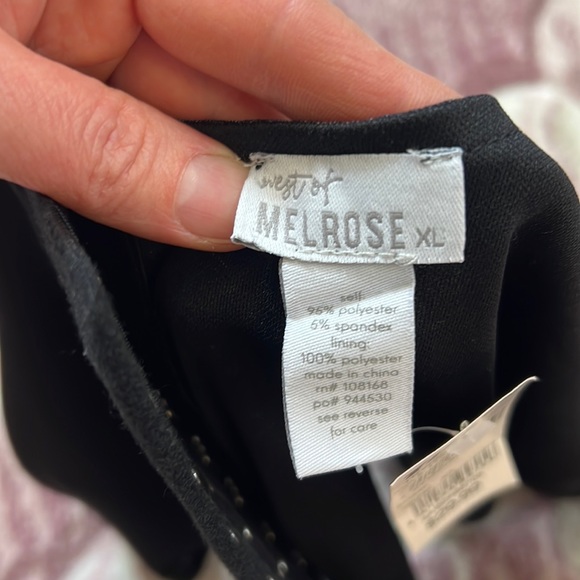 west of
MELROSE XL
self:
95% polyester
5% spandex
lining:
100% polyester
made in china
rn# 108168
po# 944530
see reverse
for care